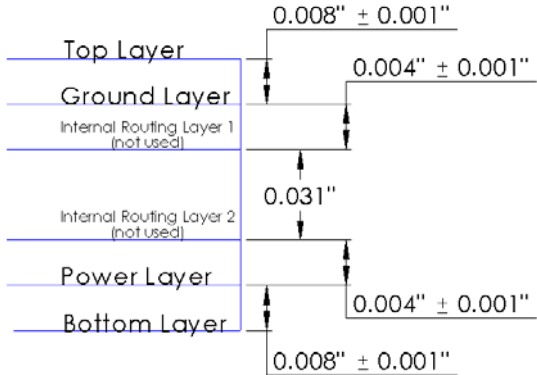 0.008" ± 0.001"
Top Layer
0.004" ± 0.001"
Ground Layer
Internal Routing Layer 1
(not used)
0.031"
Internal Routing Layer 2
(not used)
Power Layer
0.004" ± 0.001"
Bottom Layer
0.008" ± 0.001"